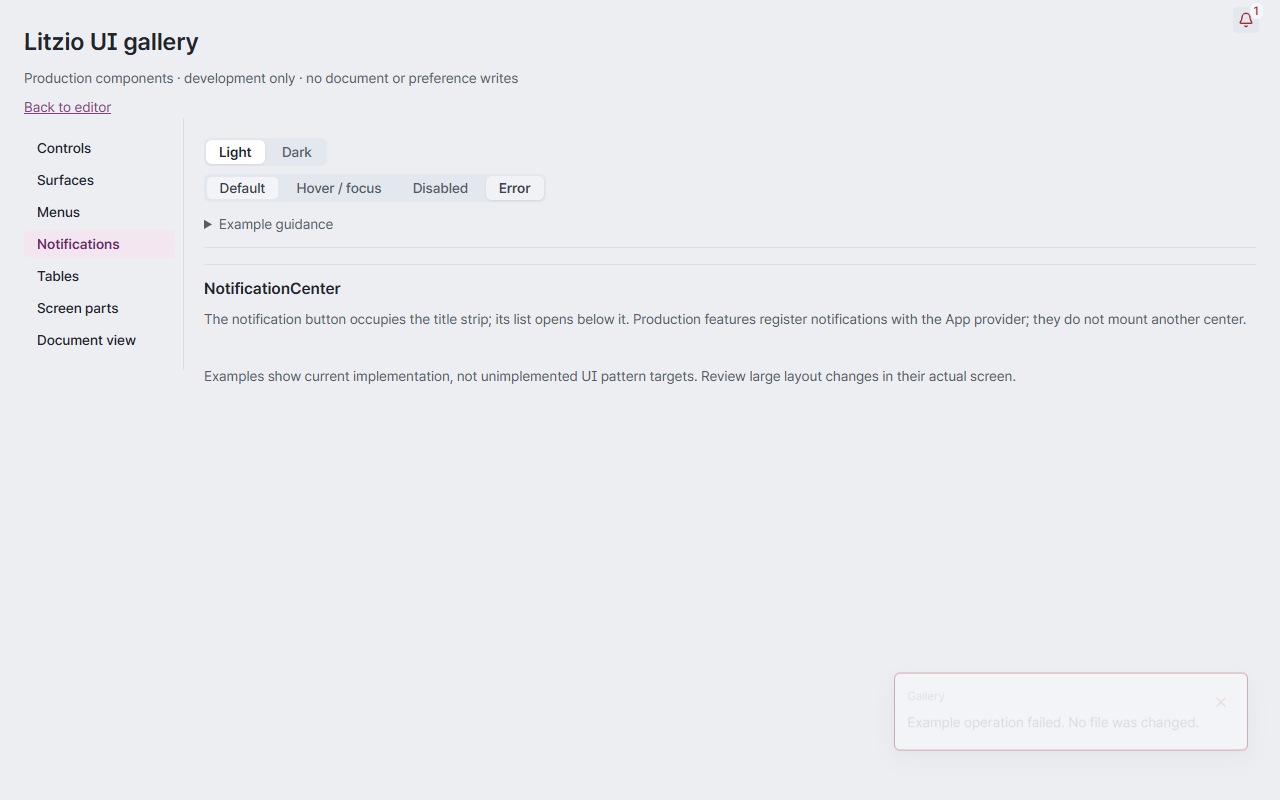 1
Litzio UI gallery
Production components · development only · no document or preference writes
Back to editor
Controls
Surfaces
Menus
Notifications
Tables
Screen parts
Document view
Light Dark
Default Hover / focus Disabled Error
Example guidance
NotificationCenter
The notification button occupies the title strip; its list opens below it. Production features register notifications with the App provider; they do not mount another center.
Examples show current implementation, not unimplemented UI pattern targets. Review large layout changes in their actual screen.
Gallery
Example operation failed. No file was changed.